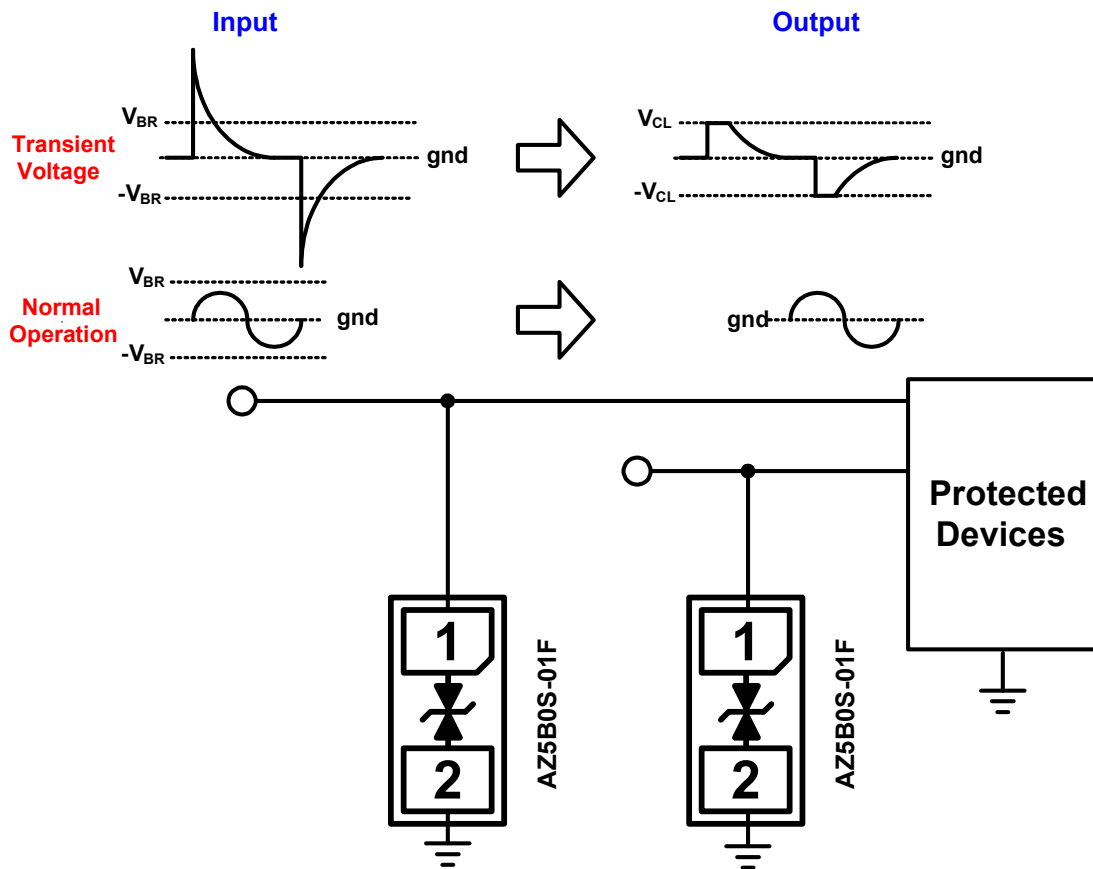 Input
Output
V_BR
Transient
Voltage
gnd
-V_BR
V_CL
gnd
-V_CL
V_BR
Normal
Operation
gnd
-V_BR
gnd
Protected
Devices
1
2
AZ5B0S-01F
1
2
AZ5B0S-01F